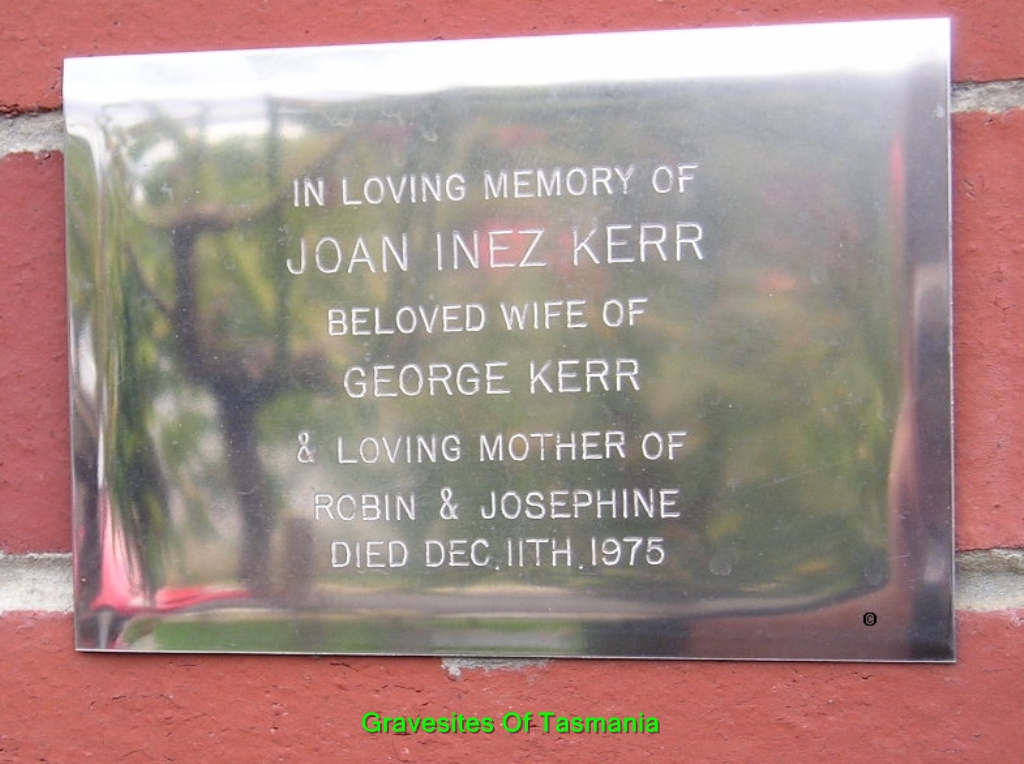 IN LOVING MEMORY OF
JOAN INEZ KERR
BELOVED WIFE OF
GEORGE KERR
& LOVING MOTHER OF
ROBIN & JOSEPHINE
DIED DEC. 11TH. 1975
©
Gravesites Of Tasmania